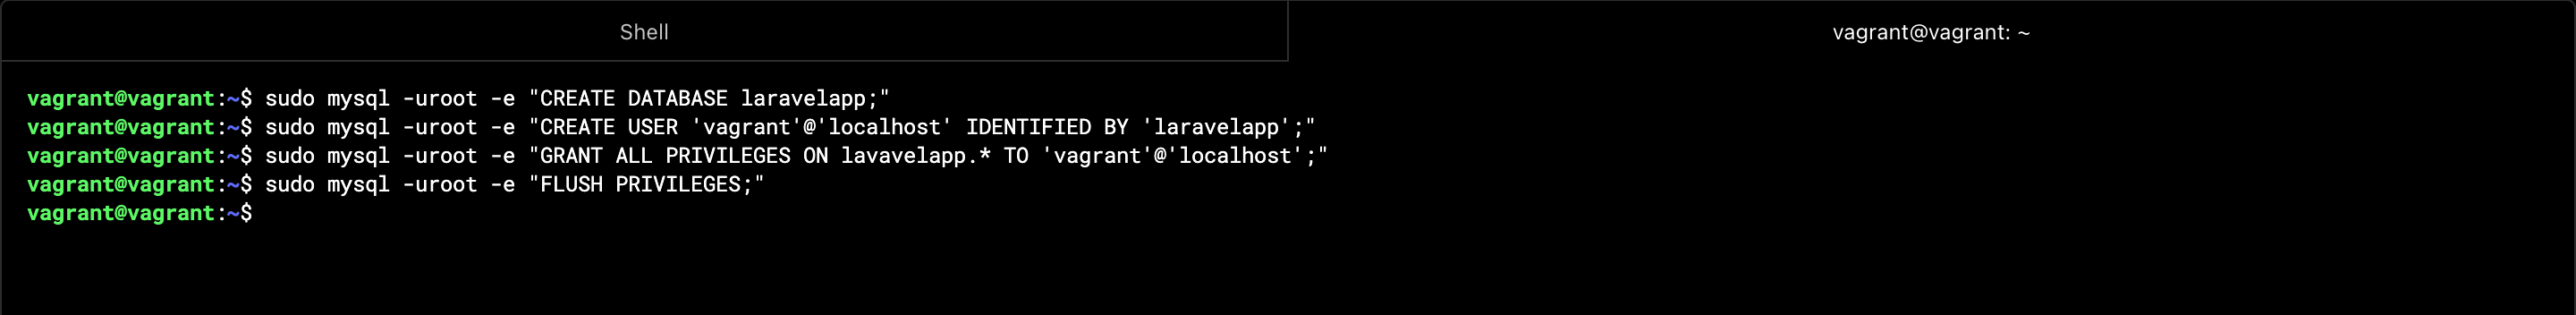 Shell
vagrant@vagrant: ~
vagrant@vagrant:~$ sudo mysql -uroot -e "CREATE DATABASE laravelapp;"
vagrant@vagrant:~$ sudo mysql -uroot -e "CREATE USER 'vagrant'@'localhost' IDENTIFIED BY 'laravelapp';"
vagrant@vagrant:~$ sudo mysql -uroot -e "GRANT ALL PRIVILEGES ON lavavelapp.* TO 'vagrant'@'localhost';"
vagrant@vagrant:~$ sudo mysql -uroot -e "FLUSH PRIVILEGES;"
vagrant@vagrant:~$